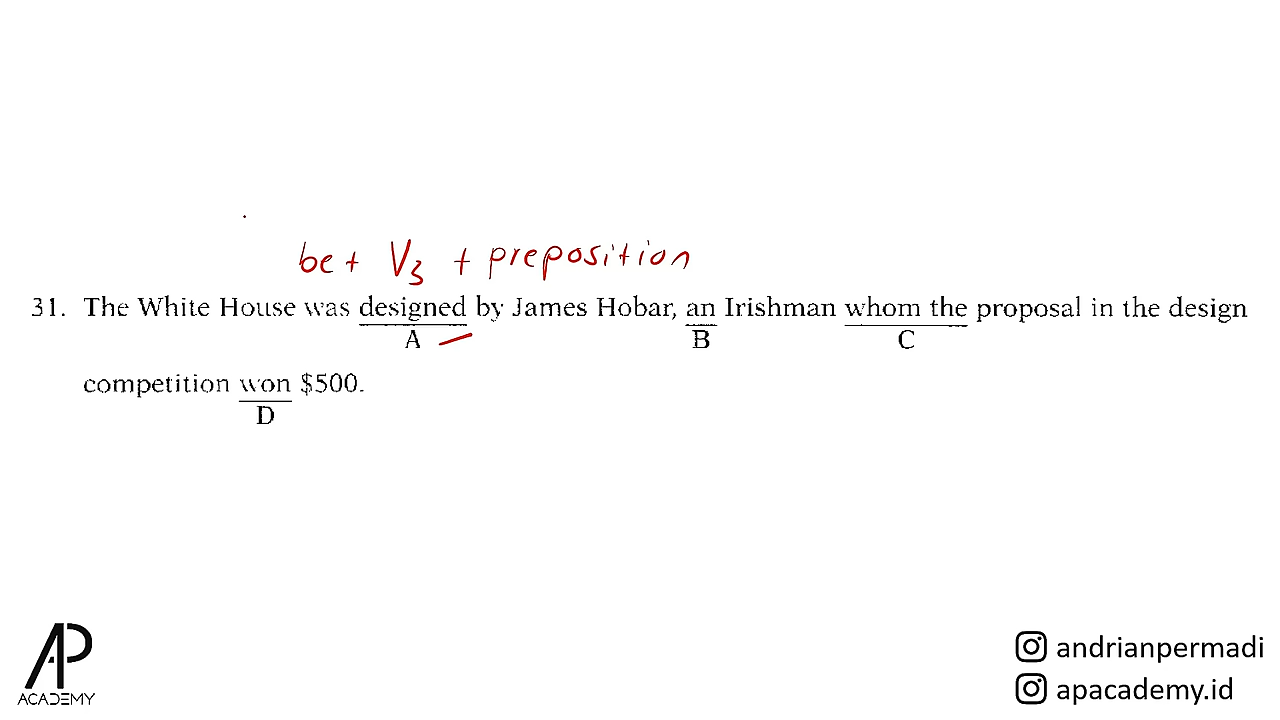 be + V3 + preposition
31. The White House was designed by James Hobar, an Irishman whom the proposal in the design
A B C
competition won $500.
D
AP
ACADEMY
andrianpermadi
apacademy.id